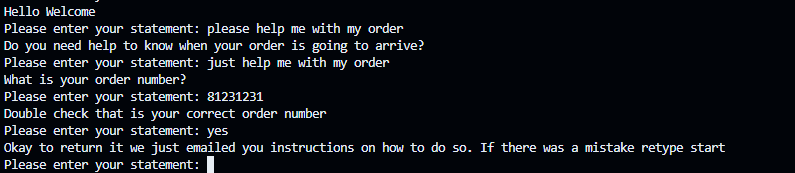 Hello Welcome
Please enter your statement: please help me with my order
Do you need help to know when your order is going to arrive?
Please enter your statement: just help me with my order
What is your order number?
Please enter your statement: 81231231
Double check that is your correct order number
Please enter your statement: yes
Okay to return it we just emailed you instructions on how to do so. If there was a mistake retype start
Please enter your statement: